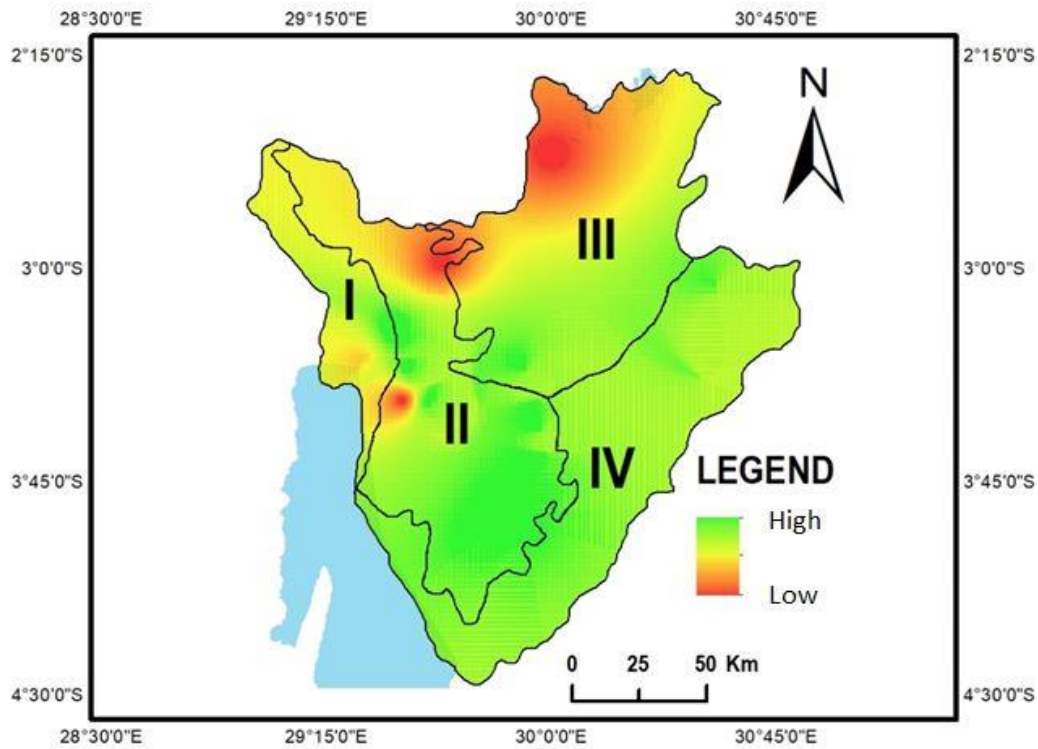 28°30'0"E 29°15'0"E 30°0'0"E 30°45'0"E
2°15'0"S 2°15'0"S
N
III
3°0'0"S 3°0'0"S
I
II
IV
3°45'0"S 3°45'0"S
LEGEND
High
Low
0 25 50 Km
4°30'0"S 4°30'0"S
28°30'0"E 29°15'0"E 30°0'0"E 30°45'0"E